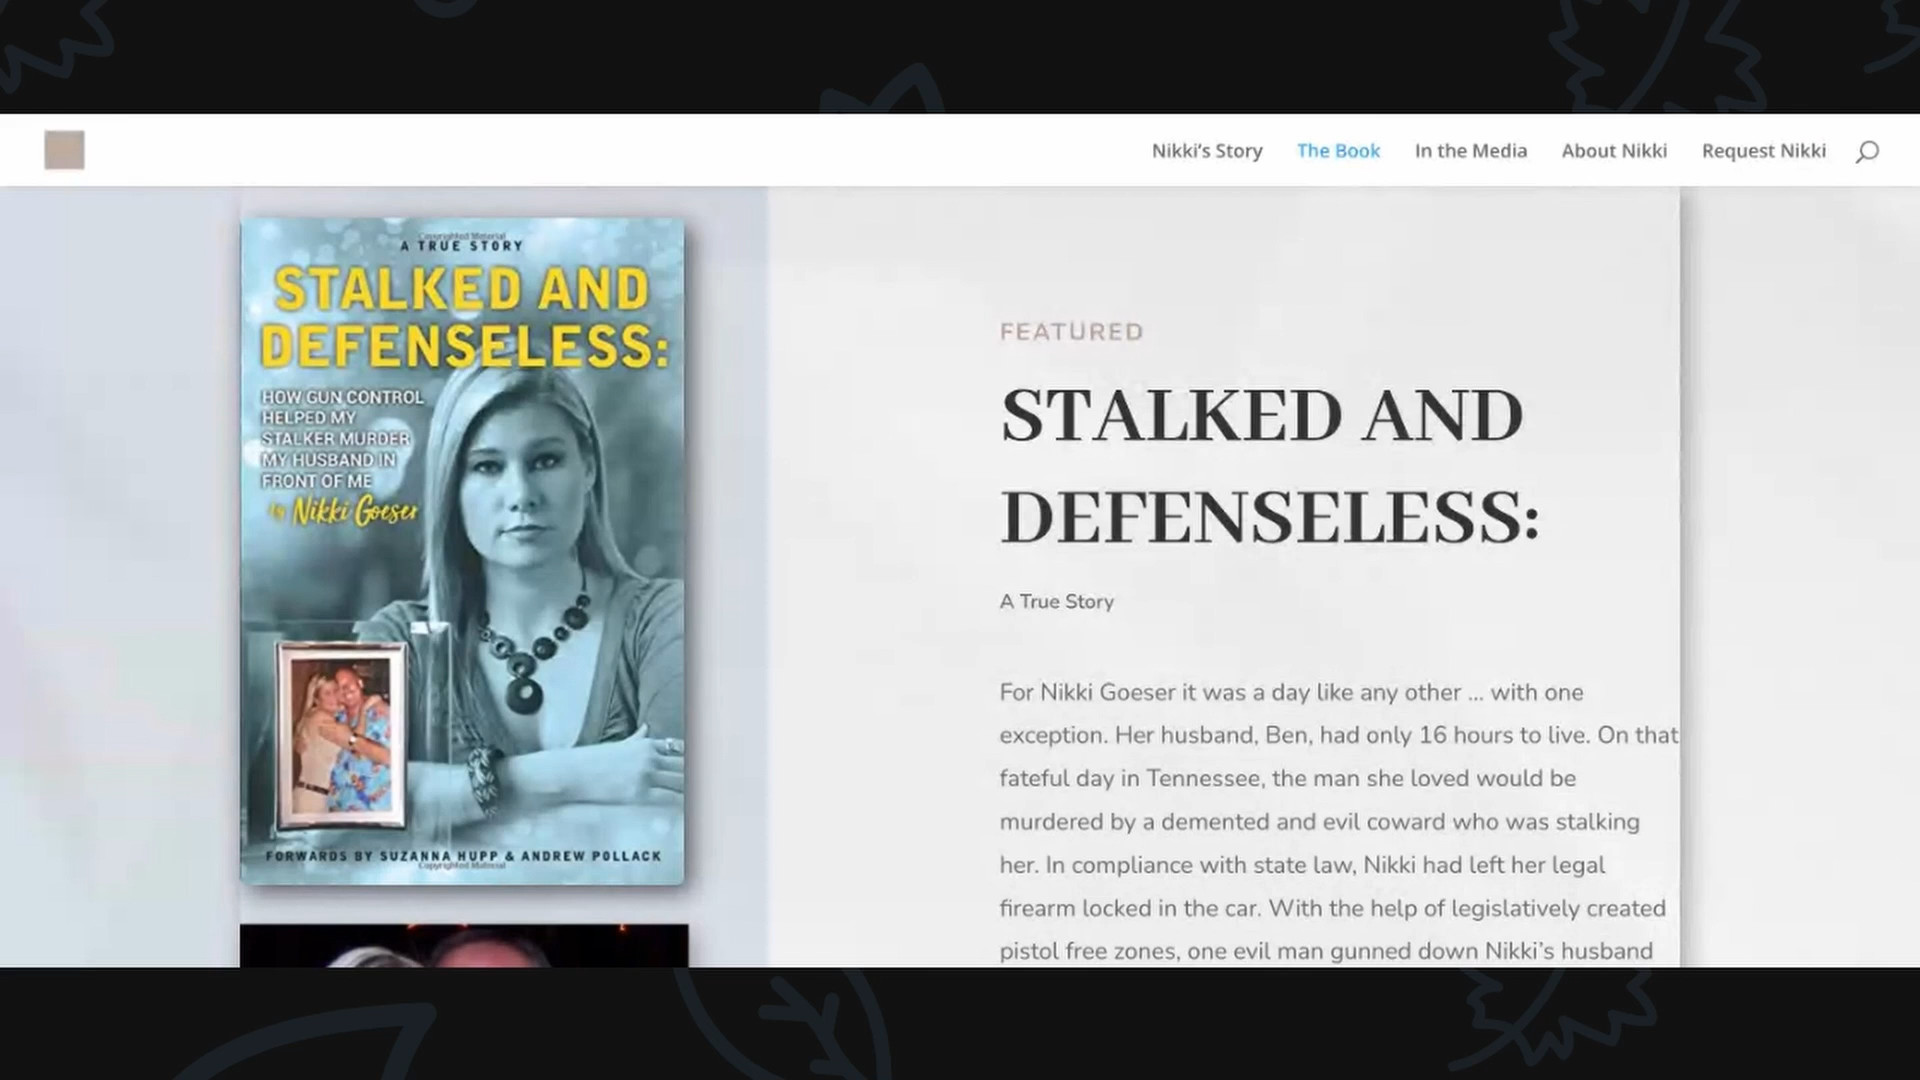 Nikki’s Story The Book In the Media About Nikki Request Nikki
Copyrighted Material
A TRUE STORY
STALKED AND
DEFENSELESS:
HOW GUN CONTROL
HELPED MY
STALKER MURDER
MY HUSBAND IN
FRONT OF ME
by Nikki Goeser
FORWARDS BY SUZANNA HUPP & ANDREW POLLACK
Copyrighted Material
FEATURED
STALKED AND
DEFENSELESS:
A True Story
For Nikki Goeser it was a day like any other ... with one
exception. Her husband, Ben, had only 16 hours to live. On that
fateful day in Tennessee, the man she loved would be
murdered by a demented and evil coward who was stalking
her. In compliance with state law, Nikki had left her legal
firearm locked in the car. With the help of legislatively created
pistol free zones, one evil man gunned down Nikki’s husband